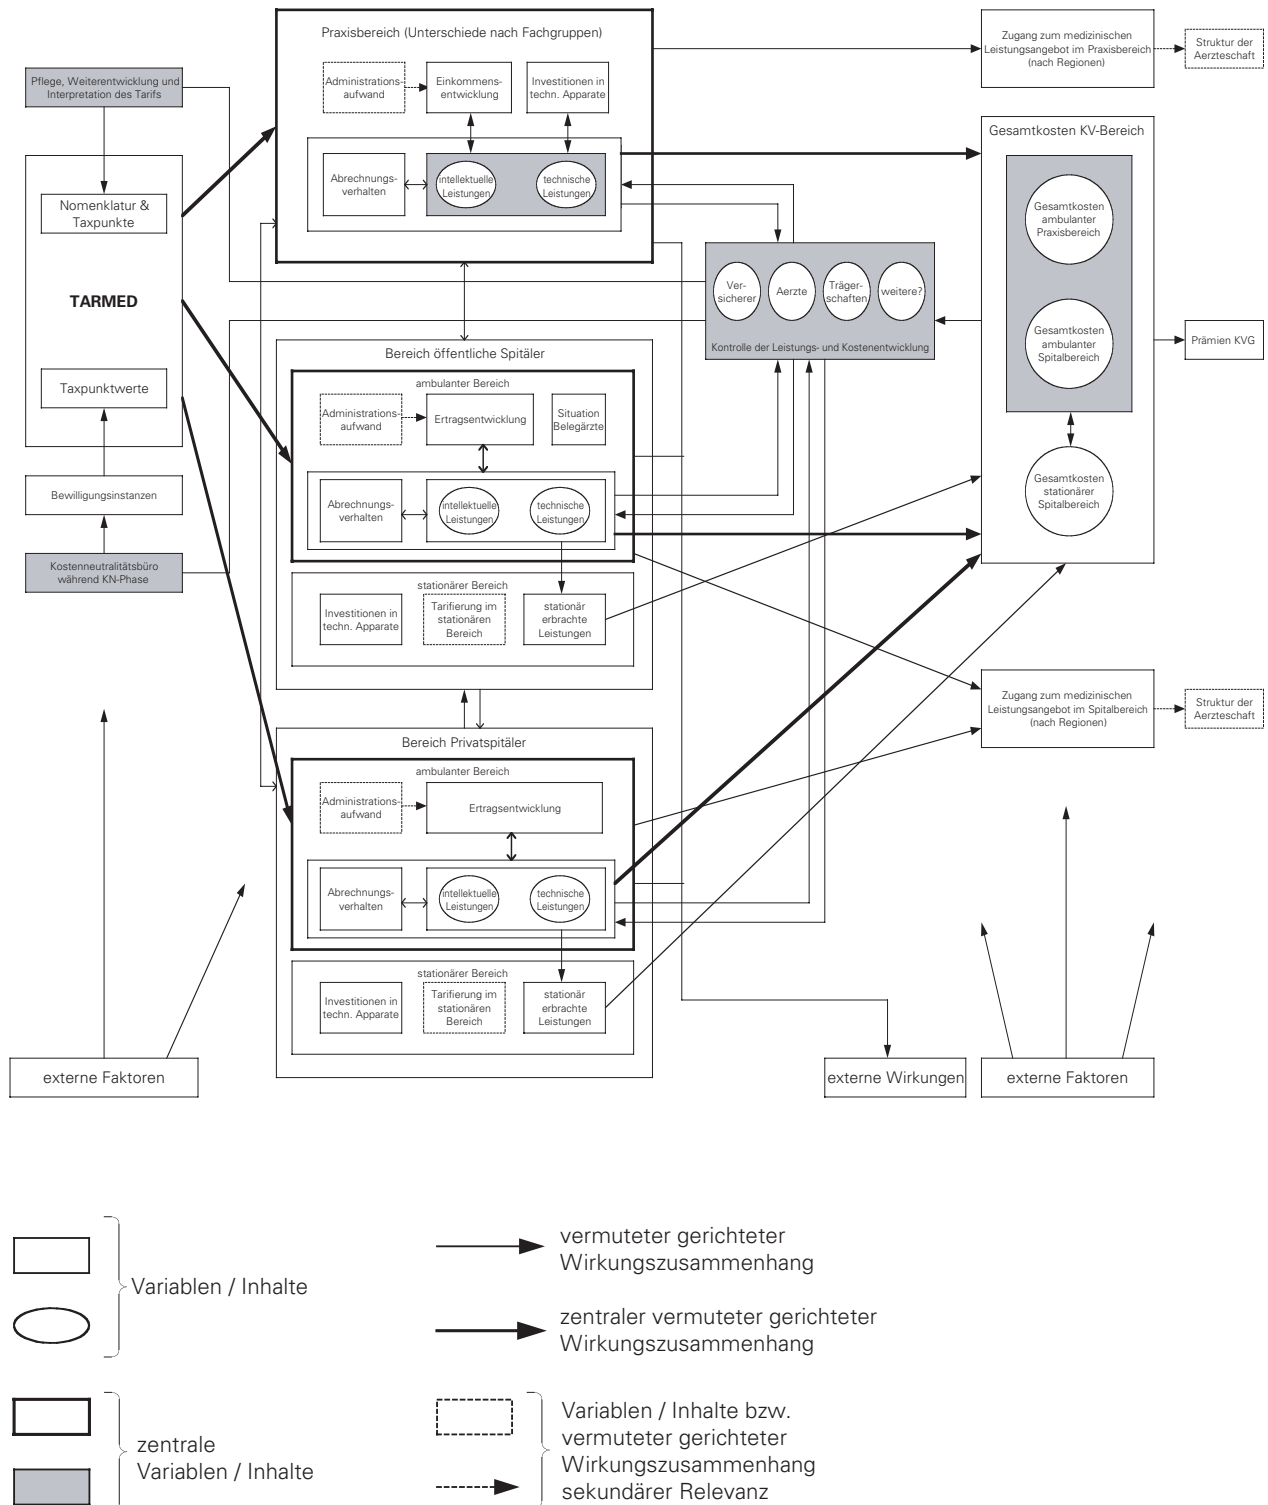 Praxisbereich (Unterschiede nach Fachgruppen)
Administrations-
aufwand
Einkommens-
entwicklung
Investitionen in
techn. Apparate
Abrechnungs-
verhalten
intellektuelle
Leistungen
technische
Leistungen
Zugang zum medizinischen
Leistungsangebot im Praxisbereich
(nach Regionen)
Struktur der
Aerzteschaft
Pflege, Weiterentwicklung und
Interpretation des Tarifs
Nomenklatur &
Taxpunkte
TARMED
Taxpunktwerte
Bewilligungsinstanzen
Kostenneutralitätsbüro
während KN-Phase
Gesamtkosten KV-Bereich
Gesamtkosten
ambulanter
Praxisbereich
Gesamtkosten
ambulanter
Spitalbereich
Gesamtkosten
stationärer
Spitalbereich
Prämien KVG
Ver-
sicherer
Aerzte
Träger-
schaften
weitere?
Kontrolle der Leistungs- und Kostenentwicklung
Bereich öffentliche Spitäler
ambulanter Bereich
Administrations-
aufwand
Ertragsentwicklung
Situation
Belegärzte
Abrechnungs-
verhalten
intellektuelle
Leistungen
technische
Leistungen
stationärer Bereich
Investitionen in
techn. Apparate
Tarifierung im
stationären
Bereich
stationär
erbrachte
Leistungen
Zugang zum medizinischen
Leistungsangebot im Spitalbereich
(nach Regionen)
Struktur der
Aerzteschaft
Bereich Privatspitäler
ambulanter Bereich
Administrations-
aufwand
Ertragsentwicklung
Abrechnungs-
verhalten
intellektuelle
Leistungen
technische
Leistungen
stationärer Bereich
Investitionen in
techn. Apparate
Tarifierung im
stationären
Bereich
stationär
erbrachte
Leistungen
externe Faktoren
externe Wirkungen
externe Faktoren
Variablen / Inhalte
vermuteter gerichteter
Wirkungszusammenhang
zentraler vermuteter gerichteter
Wirkungszusammenhang
zentrale
Variablen / Inhalte
Variablen / Inhalte bzw.
vermuteter gerichteter
Wirkungszusammenhang
sekundärer Relevanz